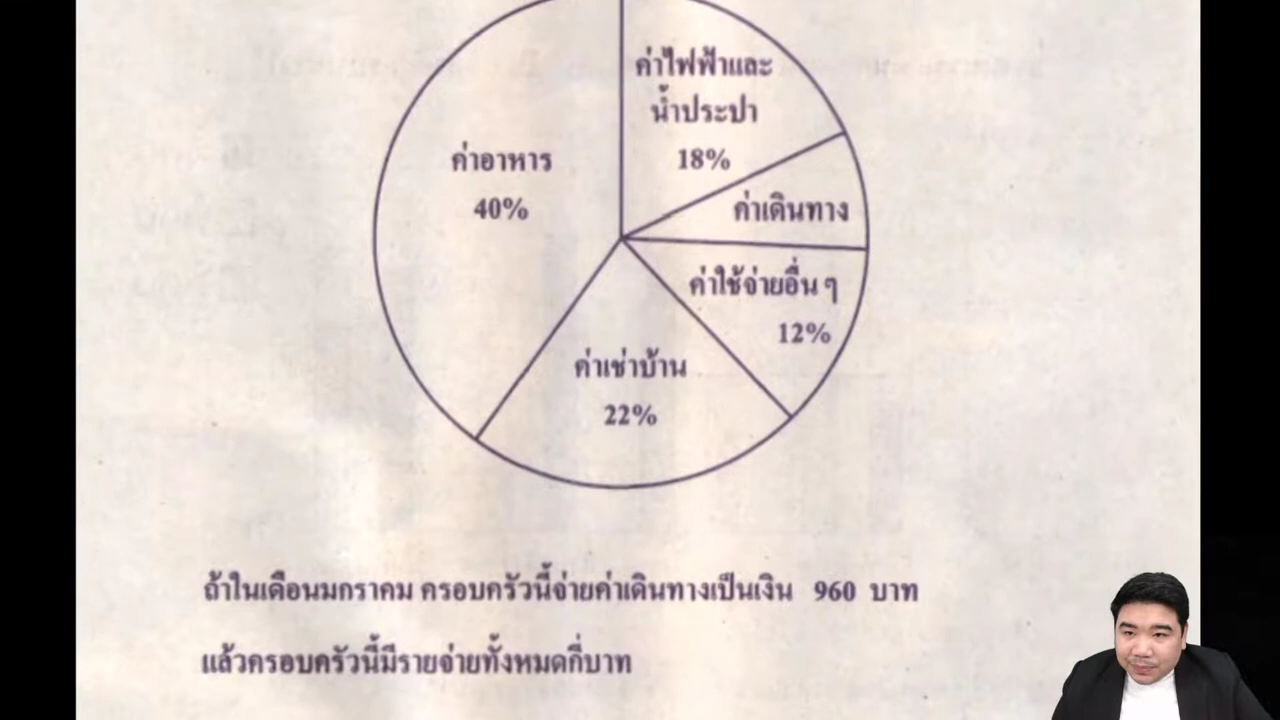 ค่าไฟฟ้าและ
น้ำประปา
18%
ค่าอาหาร
40%
ค่าเดินทาง
ค่าใช้จ่ายอื่น ๆ
12%
ค่าเช่าบ้าน
22%
ถ้าในเดือนมกราคม ครอบครัวนี้จ่ายค่าเดินทางเป็นเงิน 960 บาท
แล้วครอบครัวนี้มีรายจ่ายทั้งหมดกี่บาท